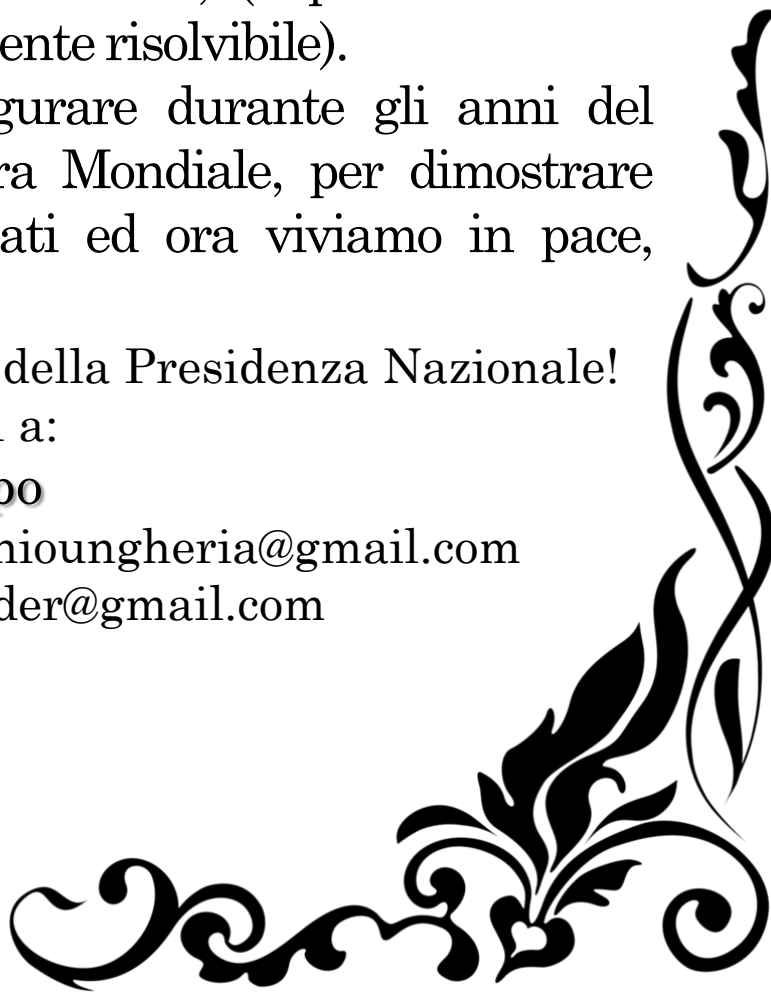 ente risolvibile).
gurare durante gli anni del
ra Mondiale, per dimostrare
ati ed ora viviamo in pace,
della Presidenza Nazionale!
a:
po
nioungheria@gmail.com
der@gmail.com